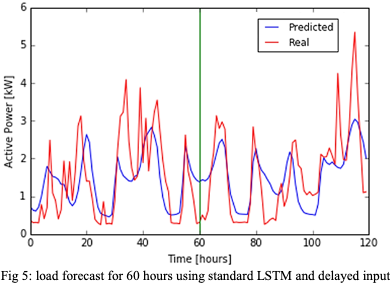 6
5
4
3
2
1
0
Active Power [kW]
Predicted
Real
0 20 40 60 80 100 120
Time [hours]
Fig 5: load forecast for 60 hours using standard LSTM and delayed input